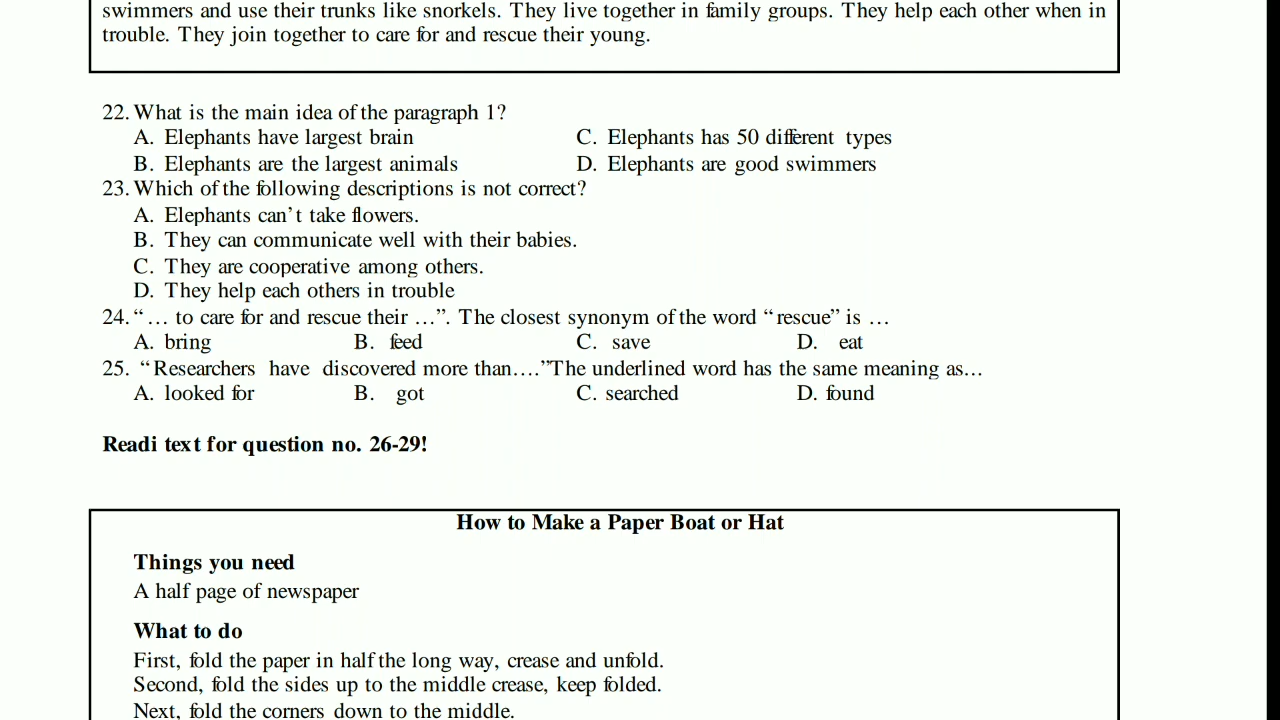 swimmers and use their trunks like snorkels. They live together in family groups. They help each other when in
trouble. They join together to care for and rescue their young.
22. What is the main idea of the paragraph 1?
A. Elephants have largest brain C. Elephants has 50 different types
B. Elephants are the largest animals D. Elephants are good swimmers
23. Which of the following descriptions is not correct?
A. Elephants can't take flowers.
B. They can communicate well with their babies.
C. They are cooperative among others.
D. They help each others in trouble
24. "… to care for and rescue their …". The closest synonym of the word "rescue" is …
A. bring B. feed C. save D. eat
25. "Researchers have discovered more than…."The underlined word has the same meaning as…
A. looked for B. got C. searched D. found
Readi text for question no. 26-29!
How to Make a Paper Boat or Hat
Things you need
A half page of newspaper
What to do
First, fold the paper in half the long way, crease and unfold.
Second, fold the sides up to the middle crease, keep folded.
Next, fold the corners down to the middle.